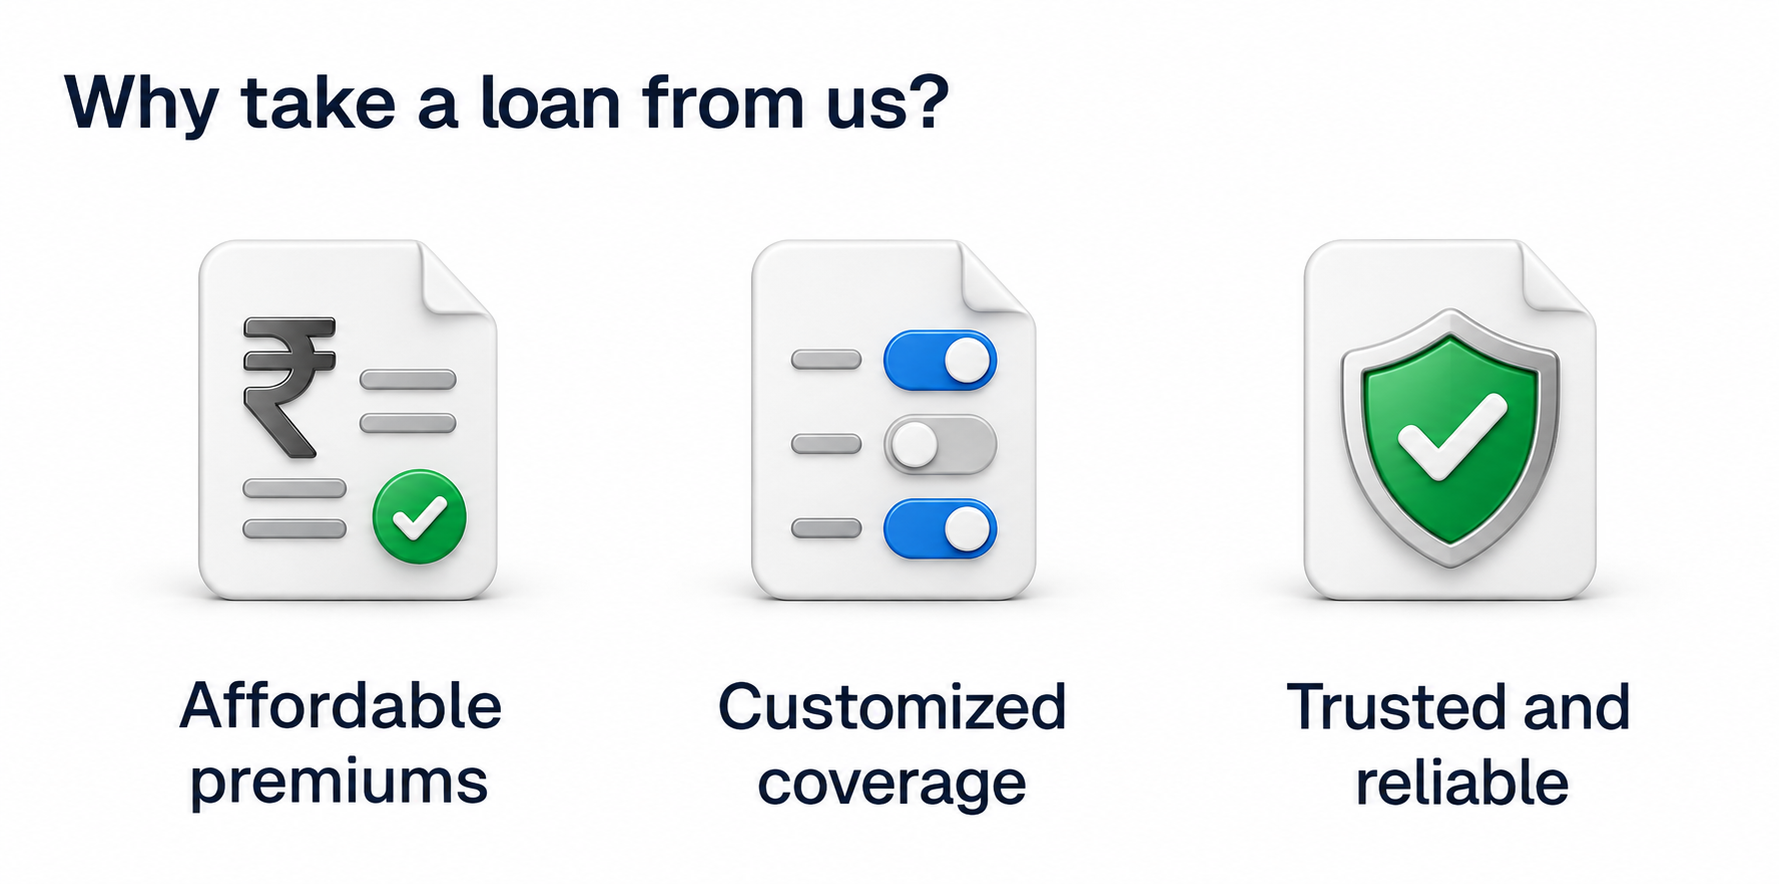 Why take a loan from us?
₹
Affordable
premiums
Customized
coverage
Trusted and
reliable